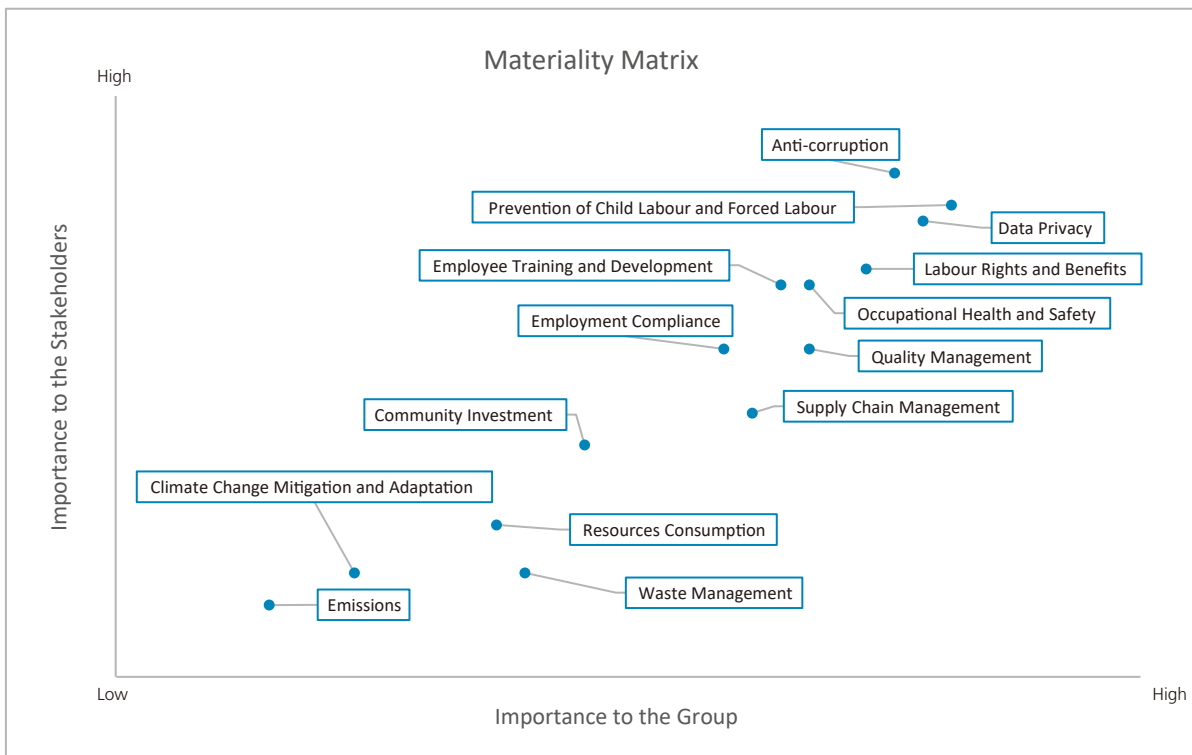 Materiality Matrix
High
Anti-corruption
Prevention of Child Labour and Forced Labour
Data Privacy
Employee Training and Development
Labour Rights and Benefits
Occupational Health and Safety
Employment Compliance
Quality Management
Supply Chain Management
Community Investment
Climate Change Mitigation and Adaptation
Resources Consumption
Waste Management
Emissions
Importance to the Stakeholders
Low
High
Importance to the Group